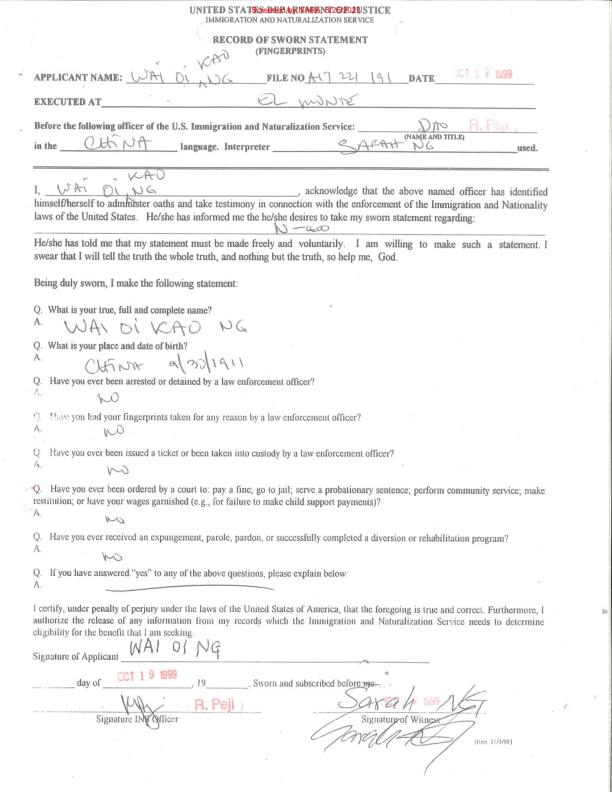 UNITED STATES DEPARTMENT OF JUSTICE
IMMIGRATION AND NATURALIZATION SERVICE
RECORD OF SWORN STATEMENT
(FINGERPRINTS)
KAO
APPLICANT NAME: WAI OI NG FILE NO A17 221 191 DATE OCT 19 1999
EXECUTED AT EL MONTE
Before the following officer of the U.S. Immigration and Naturalization Service: DAO R. Peji
(NAME AND TITLE)
in the CHINA language. Interpreter SARAH NG used.
KAO
I, WAI OI NG, acknowledge that the above named officer has identified
himself/herself to administer oaths and take testimony in connection with the enforcement of the Immigration and Nationality
laws of the United States. He/she has informed me the he/she desires to take my sworn statement regarding:
N-400
He/she has told me that my statement must be made freely and voluntarily. I am willing to make such a statement. I
swear that I will tell the truth the whole truth, and nothing but the truth, so help me, God.
Being duly sworn, I make the following statement:
Q. What is your true, full and complete name?
A. WAI OI KAO NG
Q. What is your place and date of birth?
A. CHINA 9/30/1911
Q. Have you ever been arrested or detained by a law enforcement officer?
A. NO
Q. Have you had your fingerprints taken for any reason by a law enforcement officer?
A. NO
Q. Have you ever been issued a ticket or been taken into custody by a law enforcement officer?
A. NO
Q. Have you ever been ordered by a court to: pay a fine; go to jail; serve a probationary sentence; perform community service; make
restitution; or have your wages garnished (e.g., for failure to make child support payments)?
A. NO
Q. Have you ever received an expungement, parole, pardon, or successfully completed a diversion or rehabilitation program?
A. NO
Q. If you have answered "yes" to any of the above questions, please explain below:
A.
I certify, under penalty of perjury under the laws of the United States of America, that the foregoing is true and correct. Furthermore, I
authorize the release of any information from my records which the Immigration and Naturalization Service needs to determine
eligibility for the benefit that I am seeking.
Signature of Applicant WAI OI NG
day of OCT 19 1999, 19 . Sworn and subscribed before me.
R. Peji Sarah NG 1999
Signature INS Officer Signature of Witness